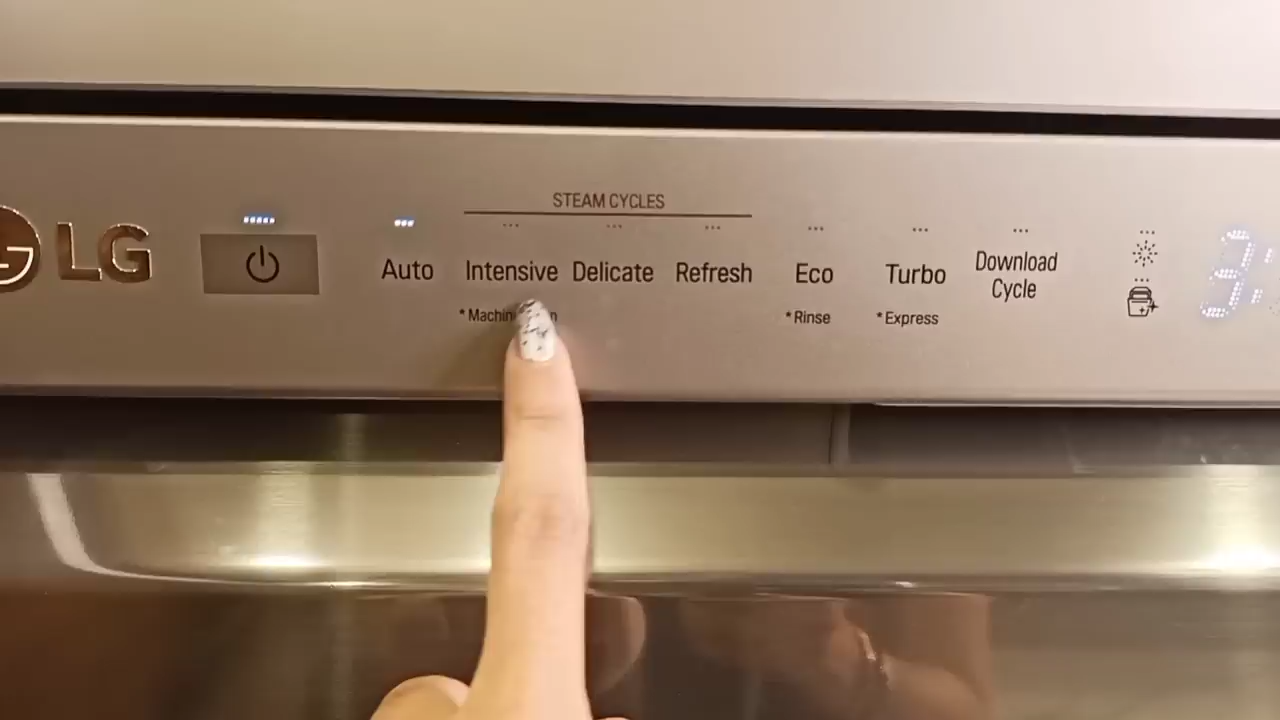 LG
STEAM CYCLES
Auto Intensive Delicate Refresh Eco Turbo Download Cycle
* Rinse * Express